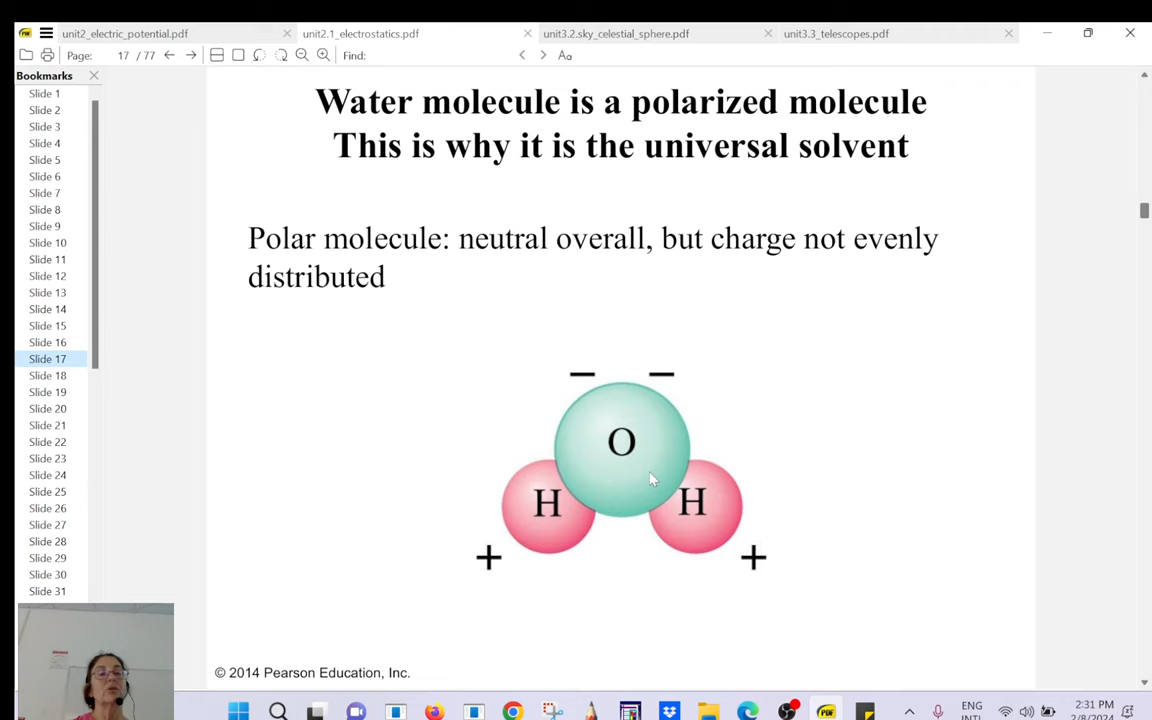 unit2_electric_potential.pdf
unit2.1_electrostatics.pdf
unit3.2.sky_celestial_sphere.pdf
unit3.3_telescopes.pdf
Page: 17 / 77
Find:
Aa
Bookmarks
Slide 1
Slide 2
Slide 3
Slide 4
Slide 5
Slide 6
Slide 7
Slide 8
Slide 9
Slide 10
Slide 11
Slide 12
Slide 13
Slide 14
Slide 15
Slide 16
Slide 17
Slide 18
Slide 19
Slide 20
Slide 21
Slide 22
Slide 23
Slide 24
Slide 25
Slide 26
Slide 27
Slide 28
Slide 29
Slide 30
Slide 31
Water molecule is a polarized molecule
This is why it is the universal solvent
Polar molecule: neutral overall, but charge not evenly
distributed
− −
O
H H
+ +
© 2014 Pearson Education, Inc.
ENG
INTL
2:31 PM